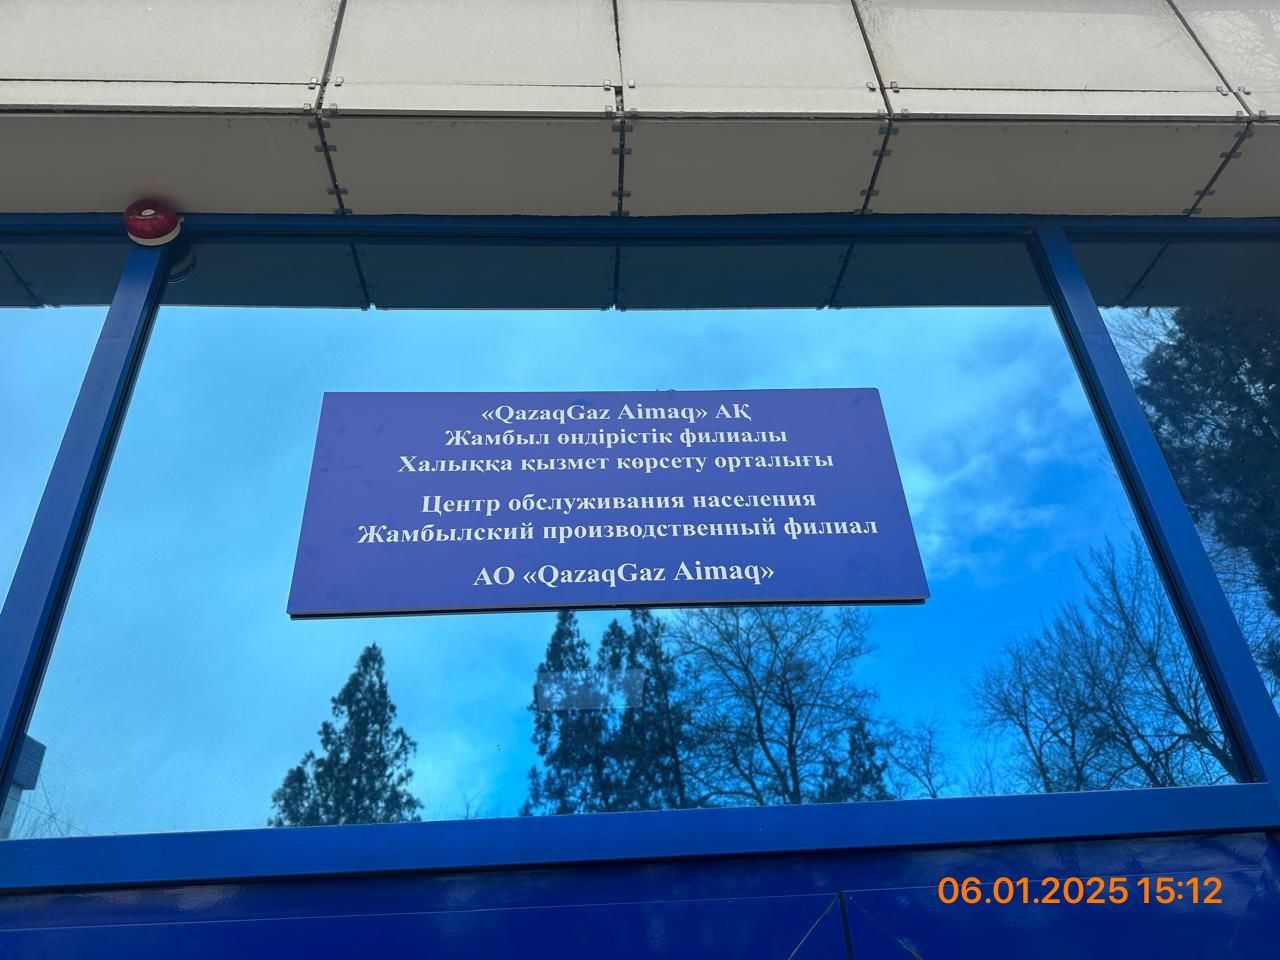 «QazaqGaz Aimaq» АҚ
Жамбыл өндірістік филиалы
Халыққа қызмет көрсету орталығы
Центр обслуживания населения
Жамбылский производственный филиал
АО «QazaqGaz Aimaq»
06.01.2025 15:12